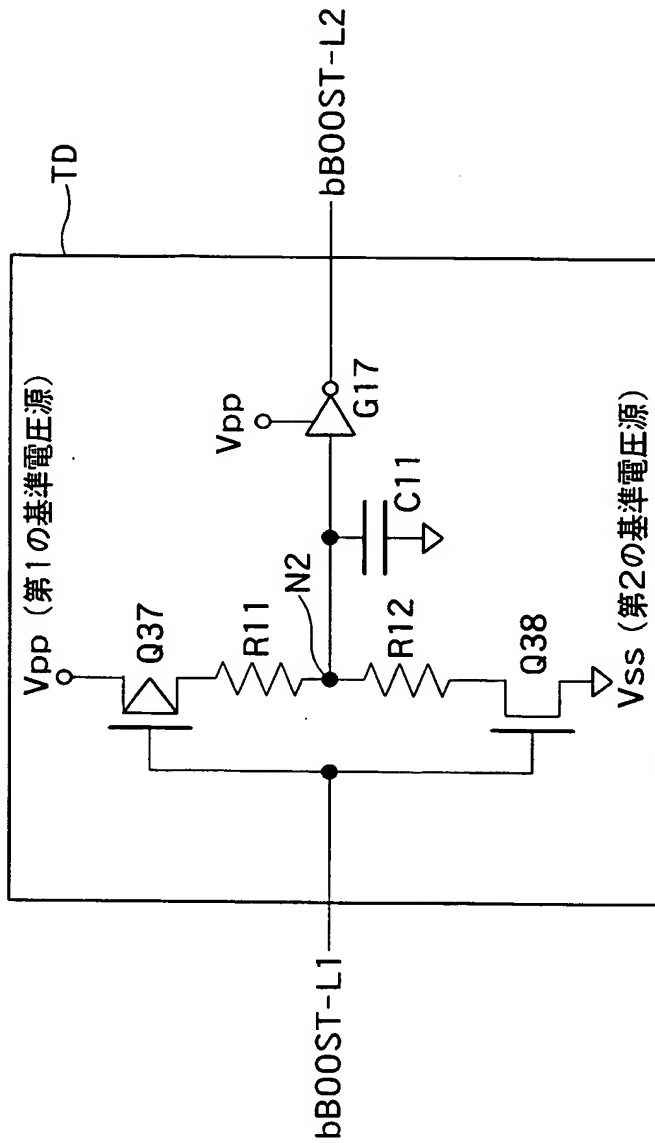 TD
Vpp (第1の基準電圧源)
Q37
Vpp
R11
N2
G17
C11
bBOOST-L1
bBOOST-L2
R12
Q38
Vss (第2の基準電圧源)